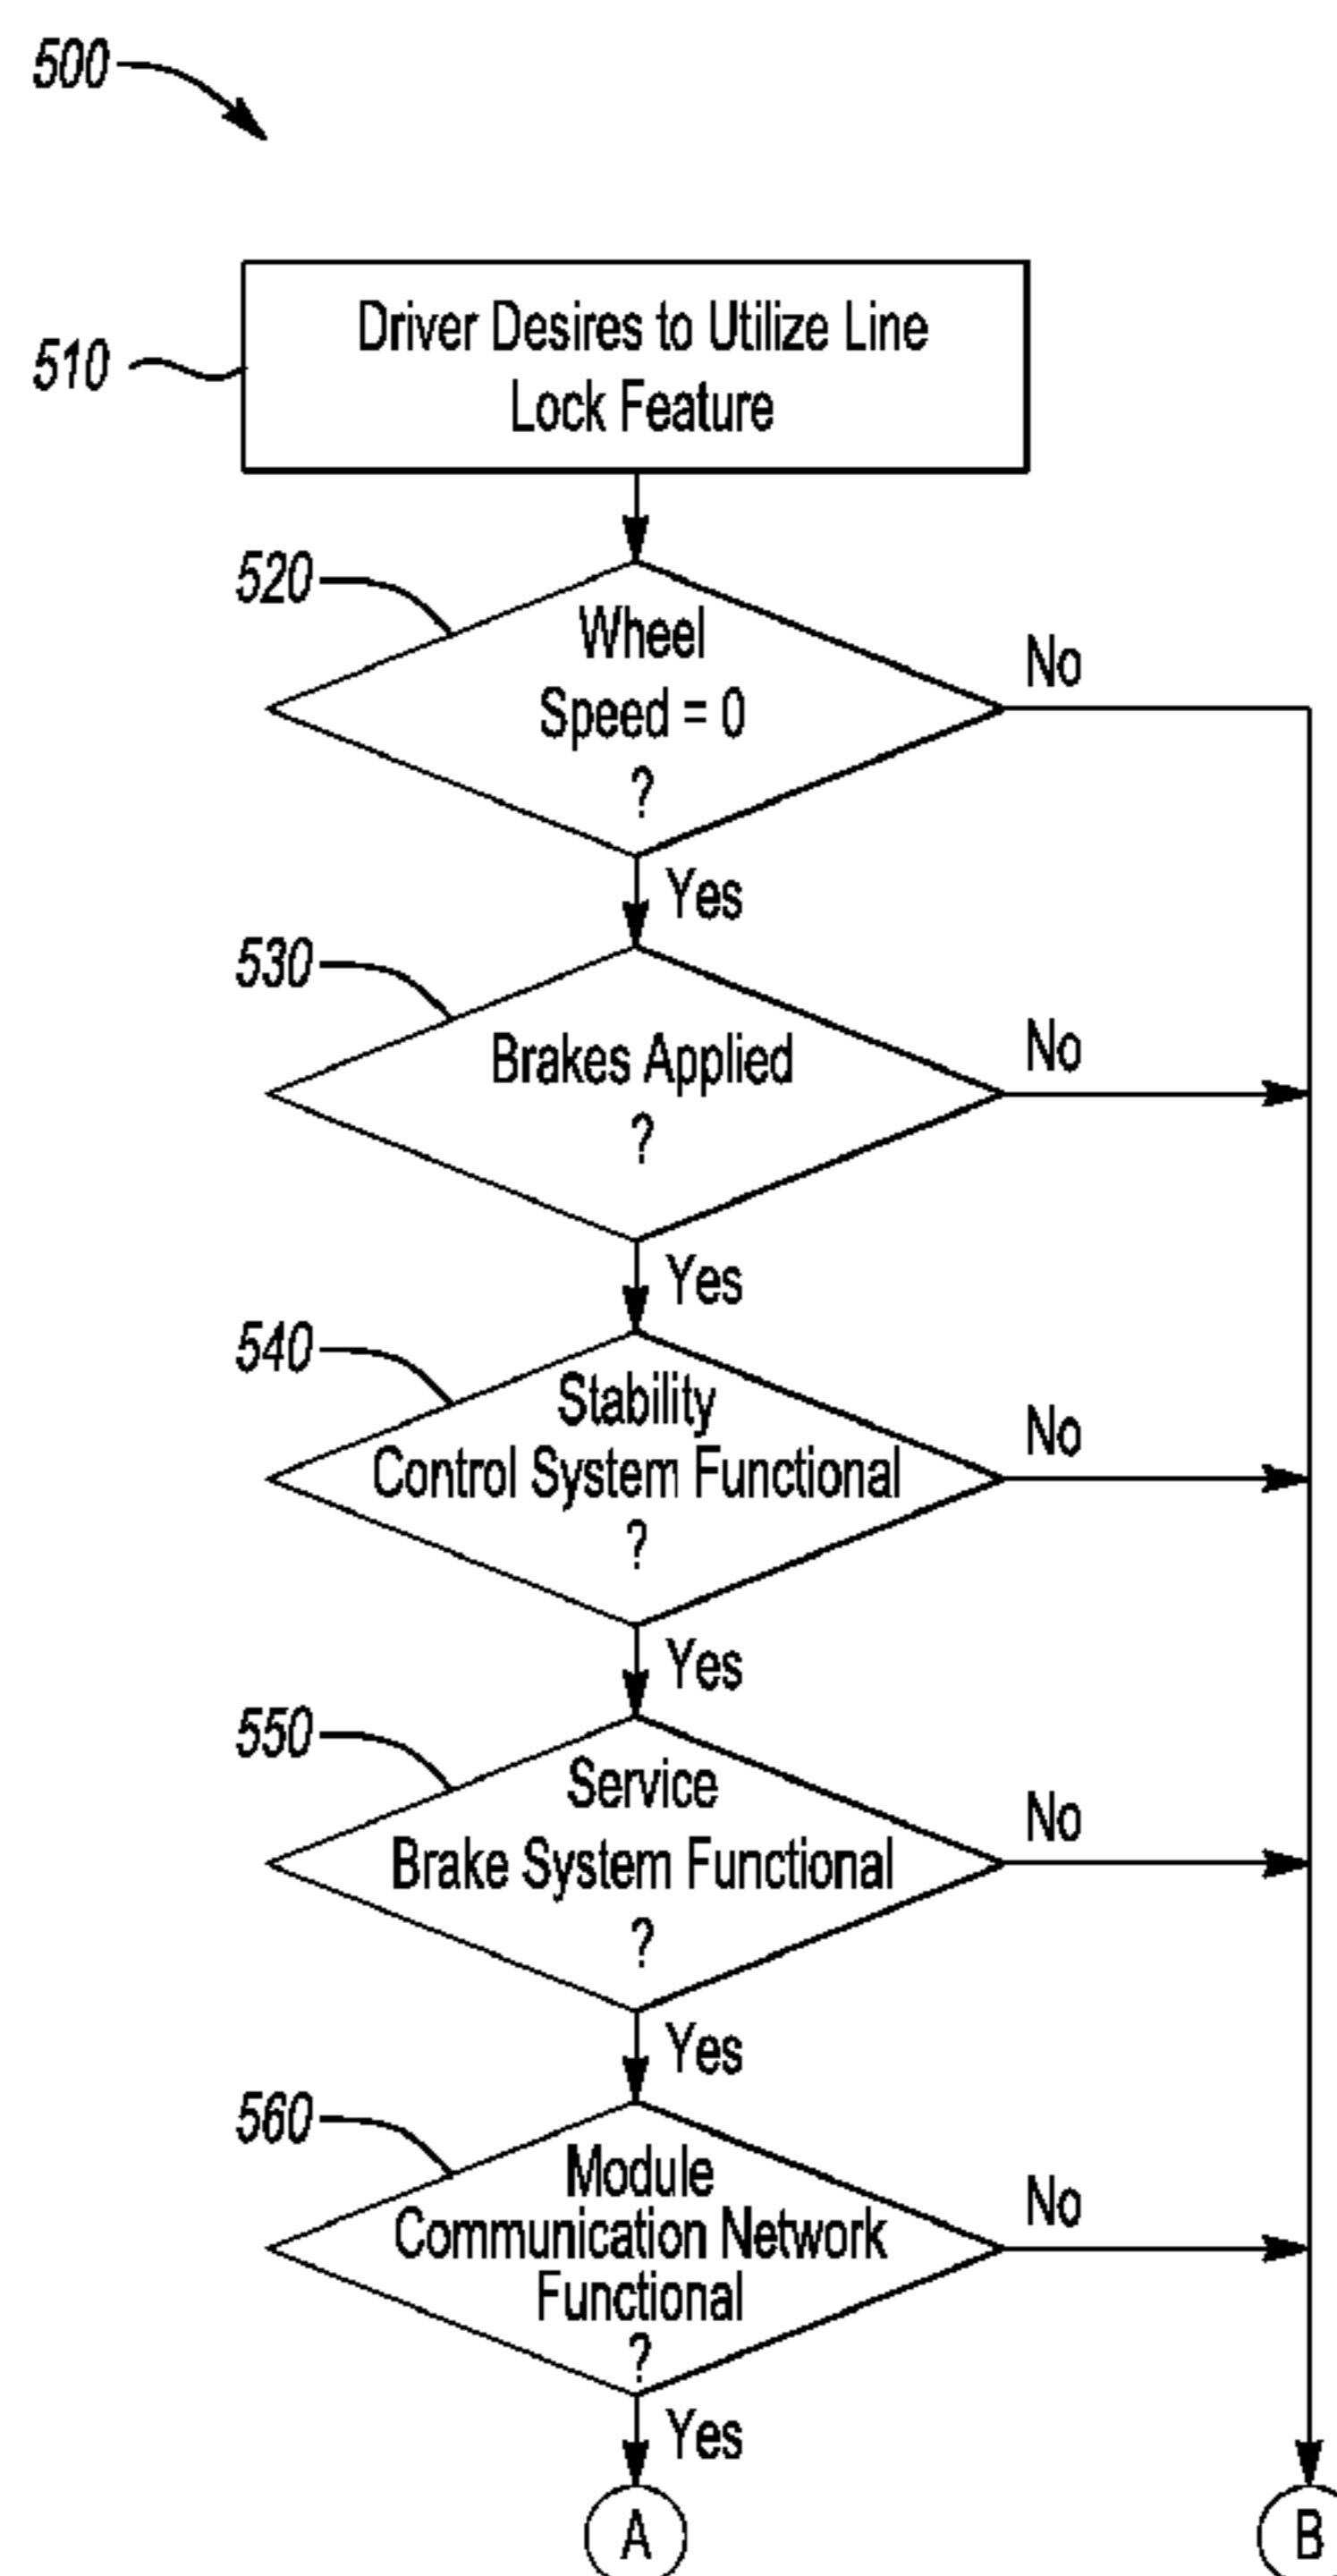 500
510
Driver Desires to Utilize Line
Lock Feature
520
Wheel
Speed = 0
?
No
Yes
530
Brakes Applied
?
No
Yes
540
Stability
Control System Functional
?
No
Yes
550
Service
Brake System Functional
?
No
Yes
560
Module
Communication Network
Functional
?
No
Yes
A
B